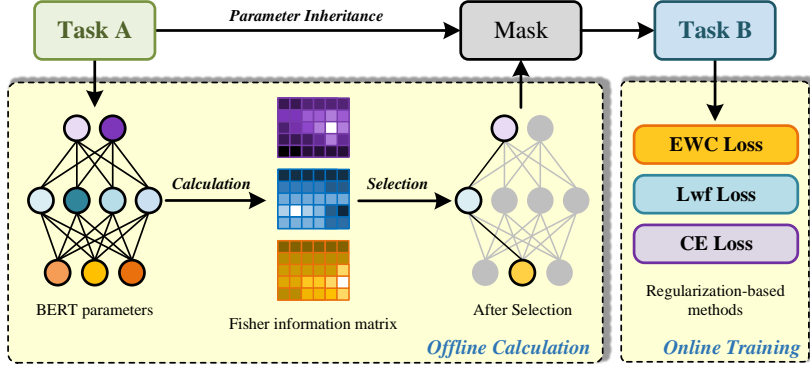 Task A
Parameter Inheritance
Mask
Task B
Calculation
Selection
BERT parameters
Fisher information matrix
After Selection
Offline Calculation
EWC Loss
Lwf Loss
CE Loss
Regularization-based
methods
Online Training